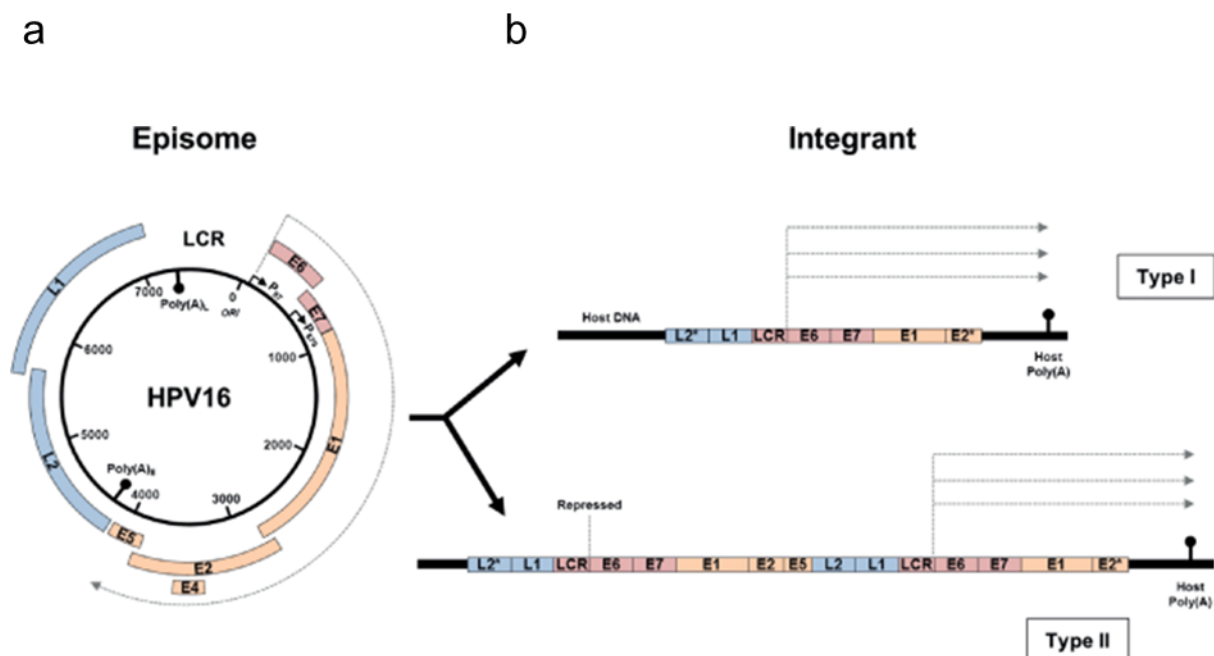 a
b
Episome
Integrant
LCR
L1
E6
7000
0
Poly(A)L
ORI
P97
E7
P670
1000
Type I
Host DNA
L2* L1 LCR E6 E7 E1 E2*
Host
Poly(A)
6000
HPV16
5000
2000
E1
L2
Poly(A)E
4000
3000
E5
E2
E4
Repressed
L2* L1 LCR E6 E7 E1 E2 E5 L2 L1 LCR E6 E7 E1 E2*
Host
Poly(A)
Type II